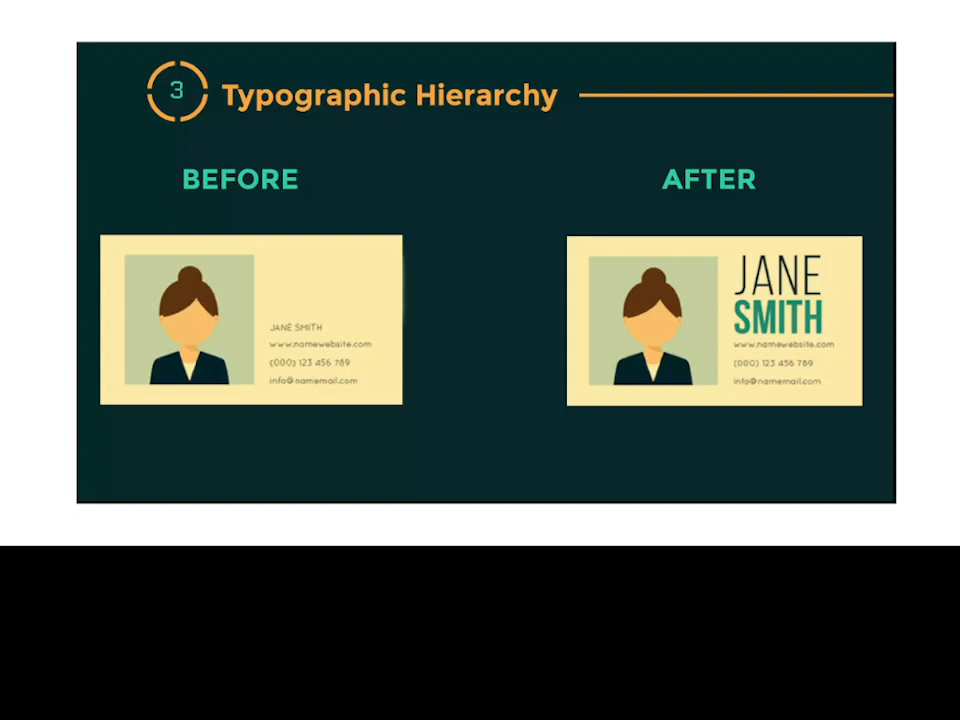 3
Typographic Hierarchy
BEFORE
AFTER
JANE SMITH
www.namewebsite.com
(000) 123 456 789
info@namemail.com
JANE
SMITH
www.namewebsite.com
(000) 123 456 789
info@namemail.com